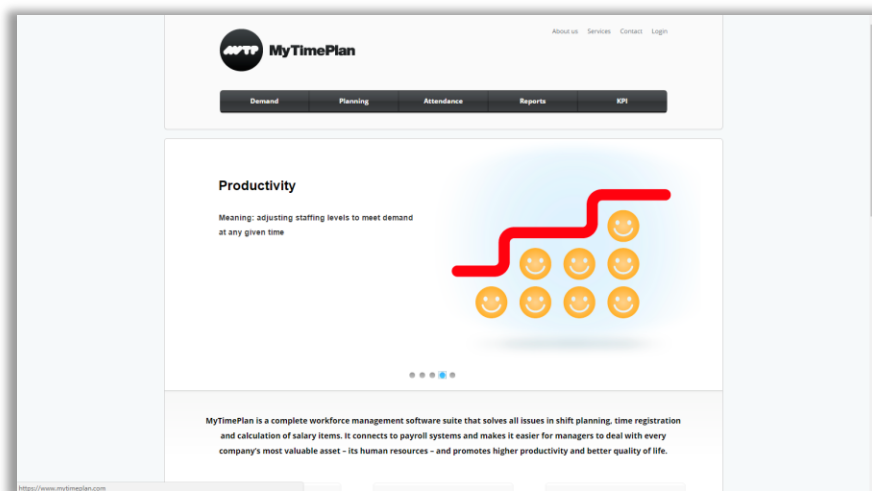 About us Services Contact Login
MTP MyTimePlan
Demand Planning Attendance Reports KPI
Productivity
Meaning: adjusting staffing levels to meet demand
at any given time
MyTimePlan is a complete workforce management software suite that solves all issues in shift planning, time registration
and calculation of salary items. It connects to payroll systems and makes it easier for managers to deal with every
company's most valuable asset – its human resources – and promotes higher productivity and better quality of life.
https://www.mytimeplan.com